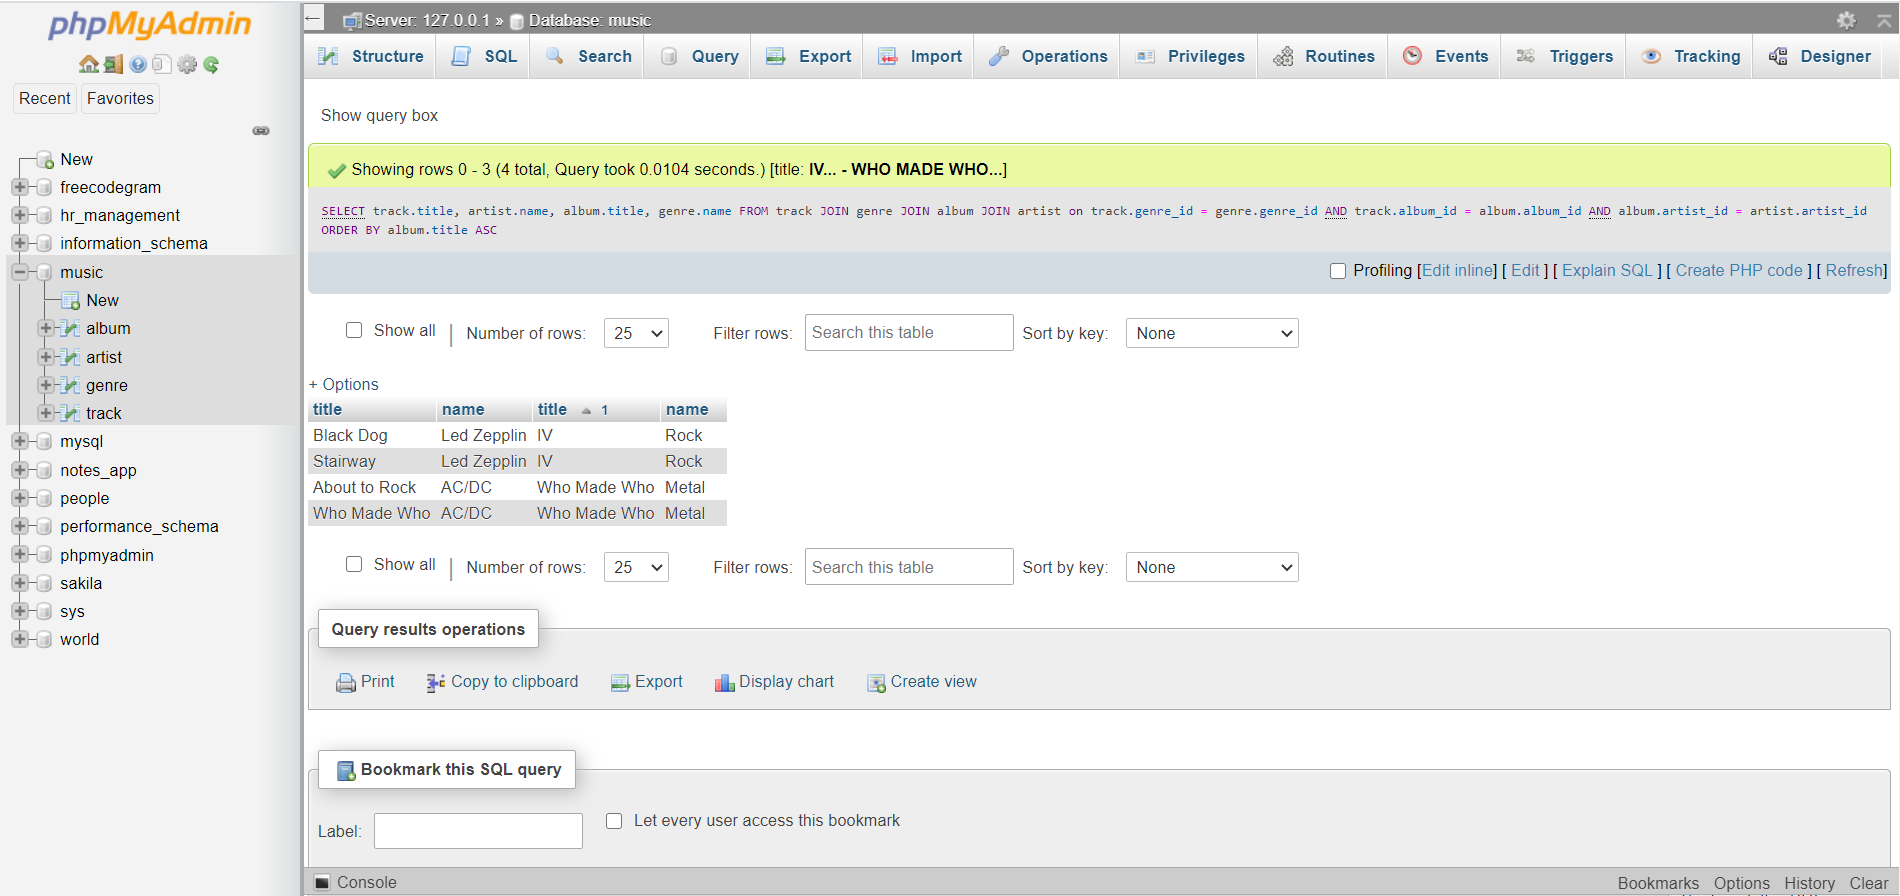 phpMyAdmin
Recent Favorites
New
freecodegram
hr_management
information_schema
music
New
album
artist
genre
track
mysql
notes_app
people
performance_schema
phpmyadmin
sakila
sys
world
Server: 127.0.0.1 » Database: music
Structure SQL Search Query Export Import Operations Privileges Routines Events Triggers Tracking Designer
Show query box
Showing rows 0 - 3 (4 total, Query took 0.0104 seconds.) [title: IV... - WHO MADE WHO...]
SELECT track.title, artist.name, album.title, genre.name FROM track JOIN genre JOIN album JOIN artist on track.genre_id = genre.genre_id AND track.album_id = album.album_id AND album.artist_id = artist.artist_id
ORDER BY album.title ASC
Profiling [Edit inline] [ Edit ] [ Explain SQL ] [ Create PHP code ] [ Refresh]
Show all | Number of rows: 25 Filter rows: Search this table Sort by key: None
+ Options
title name title 1 name
Black Dog Led Zepplin IV Rock
Stairway Led Zepplin IV Rock
About to Rock AC/DC Who Made Who Metal
Who Made Who AC/DC Who Made Who Metal
Show all | Number of rows: 25 Filter rows: Search this table Sort by key: None
Query results operations
Print Copy to clipboard Export Display chart Create view
Bookmark this SQL query
Label: Let every user access this bookmark
Console Bookmarks Options History Clear